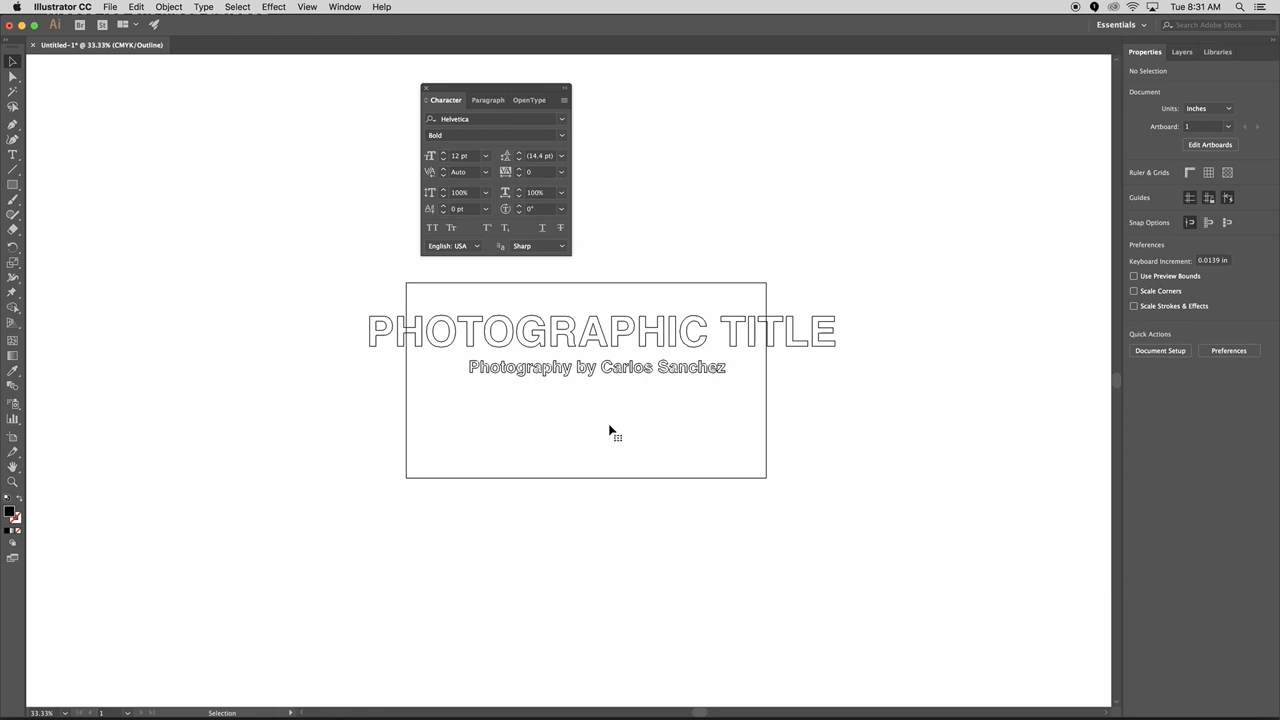 Illustrator CC File Edit Object Type Select Effect View Window Help
Tue 8:31 AM
Ai Br St Essentials Search Adobe Stock
Untitled-1* @ 33.33% (CMYK/Outline)
Properties Layers Libraries
No Selection
Document
Units: Inches
Artboard: 1
Edit Artboards
Ruler & Grids
Guides
Snap Options
Preferences
Keyboard Increment: 0.0139 in
Use Preview Bounds
Scale Corners
Scale Strokes & Effects
Quick Actions
Document Setup Preferences
Character Paragraph OpenType
Helvetica
Bold
12 pt (14.4 pt)
Auto 0
100% 100%
0 pt 0°
English: USA Sharp
PHOTOGRAPHIC TITLE
Photography by Carlos Sanchez
33.33% 1 Selection